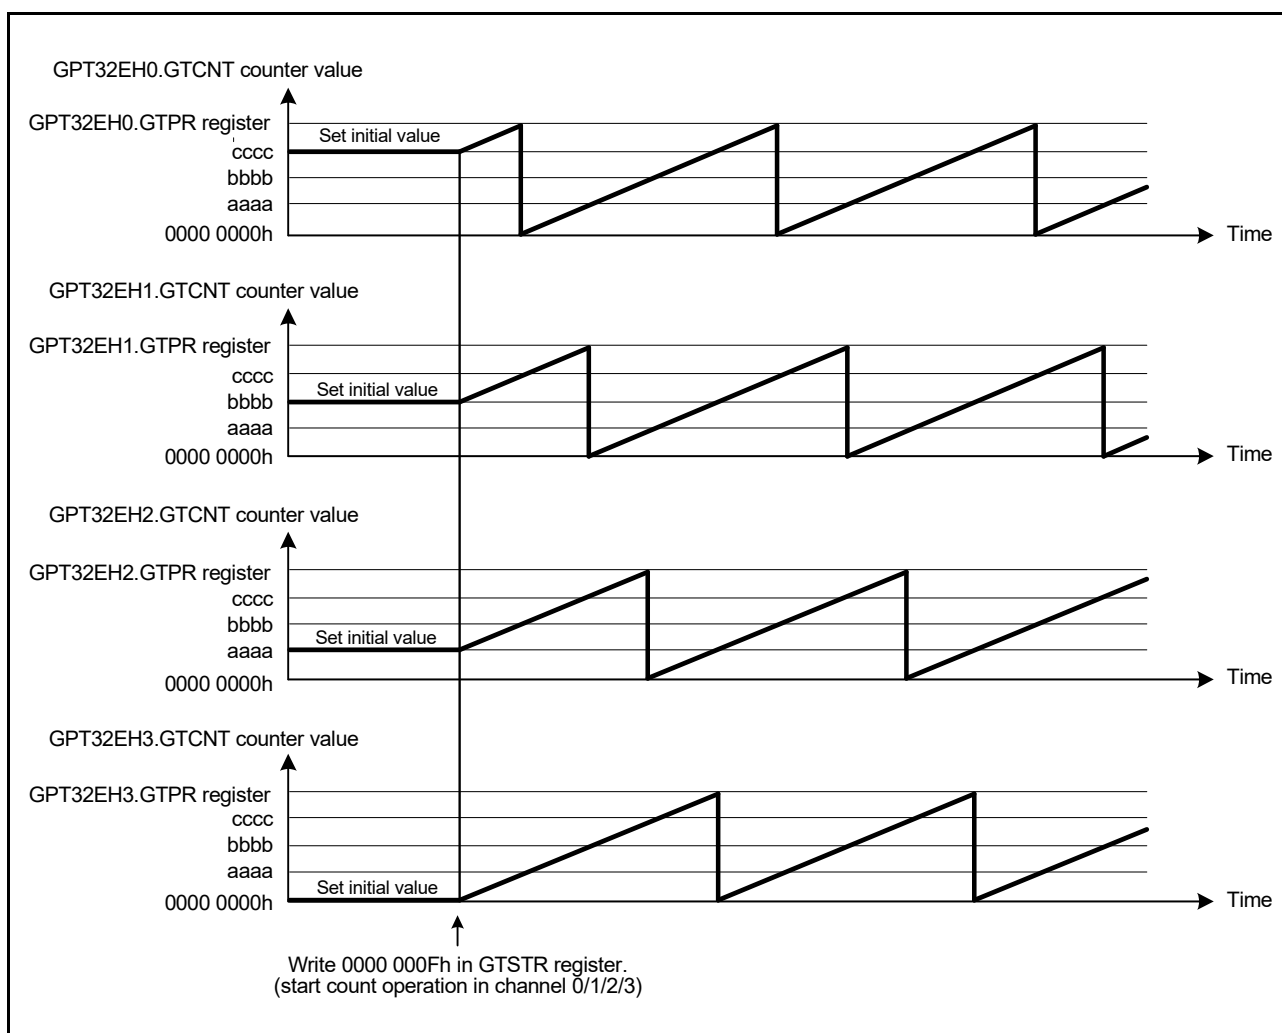 GPT32EH0.GTCNT counter value
GPT32EH0.GTPR register
Set initial value
cccc
bbbb
aaaa
0000 0000h
Time
GPT32EH1.GTCNT counter value
GPT32EH1.GTPR register
cccc
Set initial value
bbbb
aaaa
0000 0000h
Time
GPT32EH2.GTCNT counter value
GPT32EH2.GTPR register
cccc
bbbb
Set initial value
aaaa
0000 0000h
Time
GPT32EH3.GTCNT counter value
GPT32EH3.GTPR register
cccc
bbbb
aaaa
Set initial value
0000 0000h
Time
Write 0000 000Fh in GTSTR register.
(start count operation in channel 0/1/2/3)